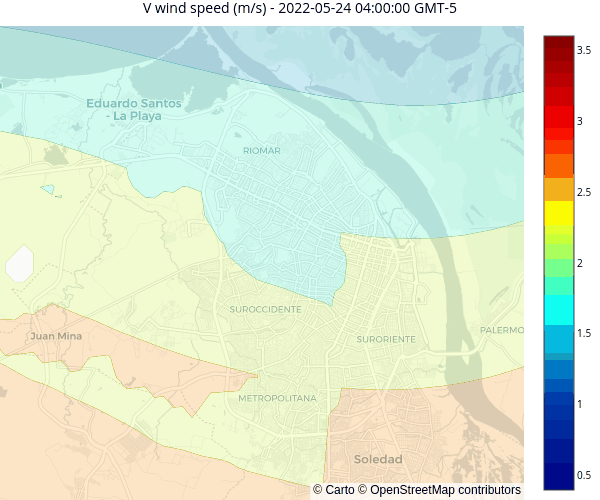 V wind speed (m/s) - 2022-05-24 04:00:00 GMT-5
3.5
Eduardo Santos
- La Playa
3
RIOMAR
2.5
2
SUROCCIDENTE
PALERMO
1.5
Juan Mina
SURORIENTE
METROPOLITANA
1
Soledad
0.5
© Carto © OpenStreetMap contributors